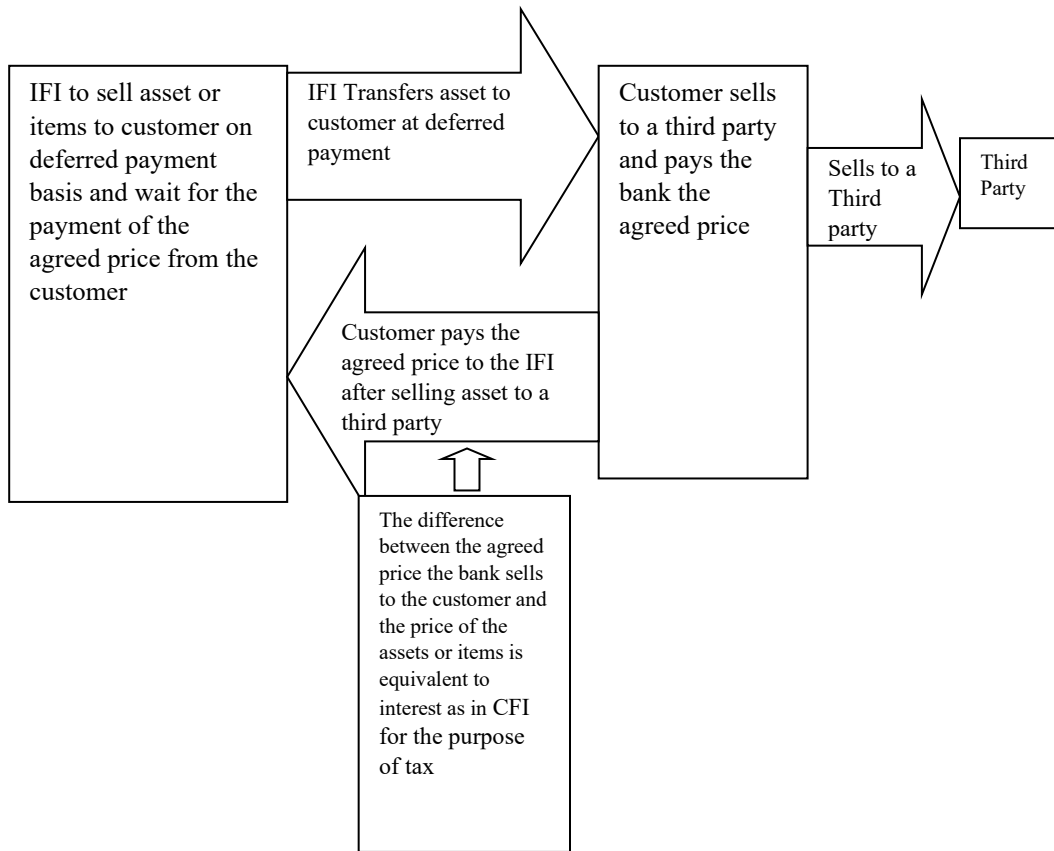 IFI to sell asset or
items to customer on
deferred payment
basis and wait for the
payment of the
agreed price from the
customer
IFI Transfers asset to
customer at deferred
payment
Customer sells
to a third party
and pays the
bank the
agreed price
Sells to a
Third
party
Third
Party
Customer pays the
agreed price to the IFI
after selling asset to a
third party
The difference
between the agreed
price the bank sells
to the customer and
the price of the
assets or items is
equivalent to
interest as in CFI
for the purpose
of tax